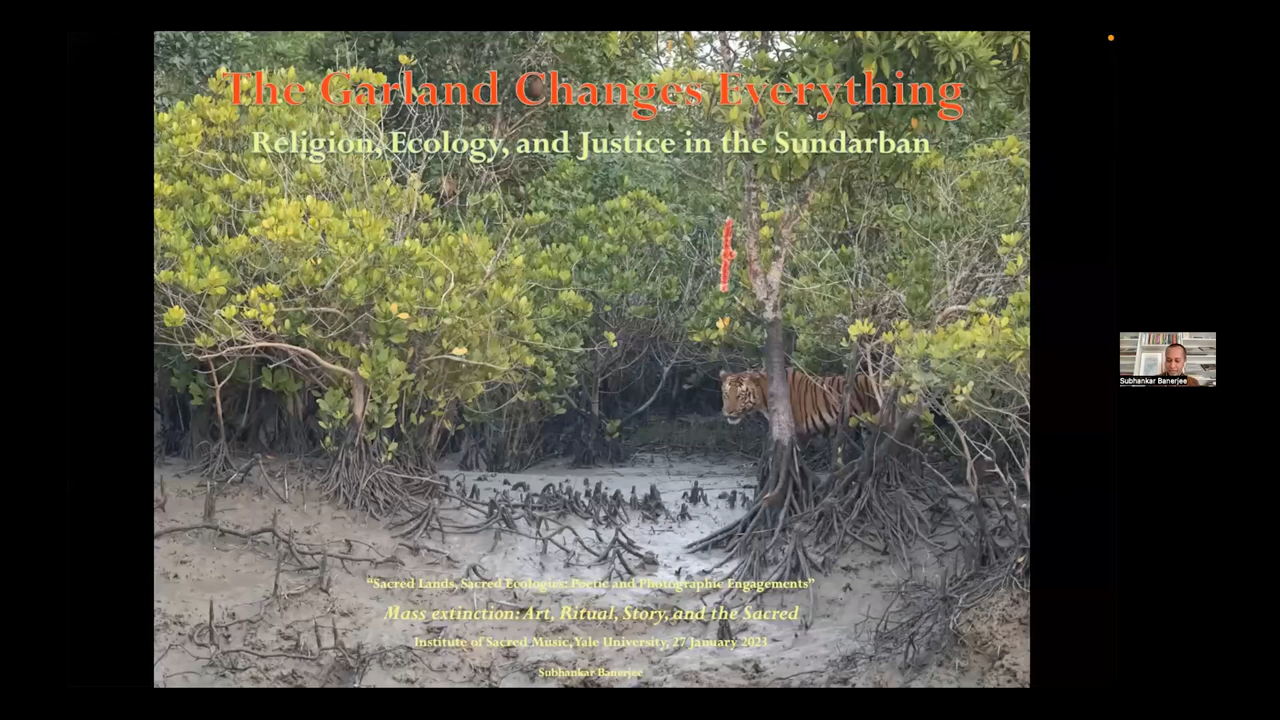 The Garland Changes Everything
Religion, Ecology, and Justice in the Sundarban
“Sacred Lands, Sacred Ecologies: Poetic and Photographic Engagements”
Mass extinction: Art, Ritual, Story, and the Sacred
Institute of Sacred Music, Yale University, 27 January 2023
Subhankar Banerjee
Subhankar Banerjee